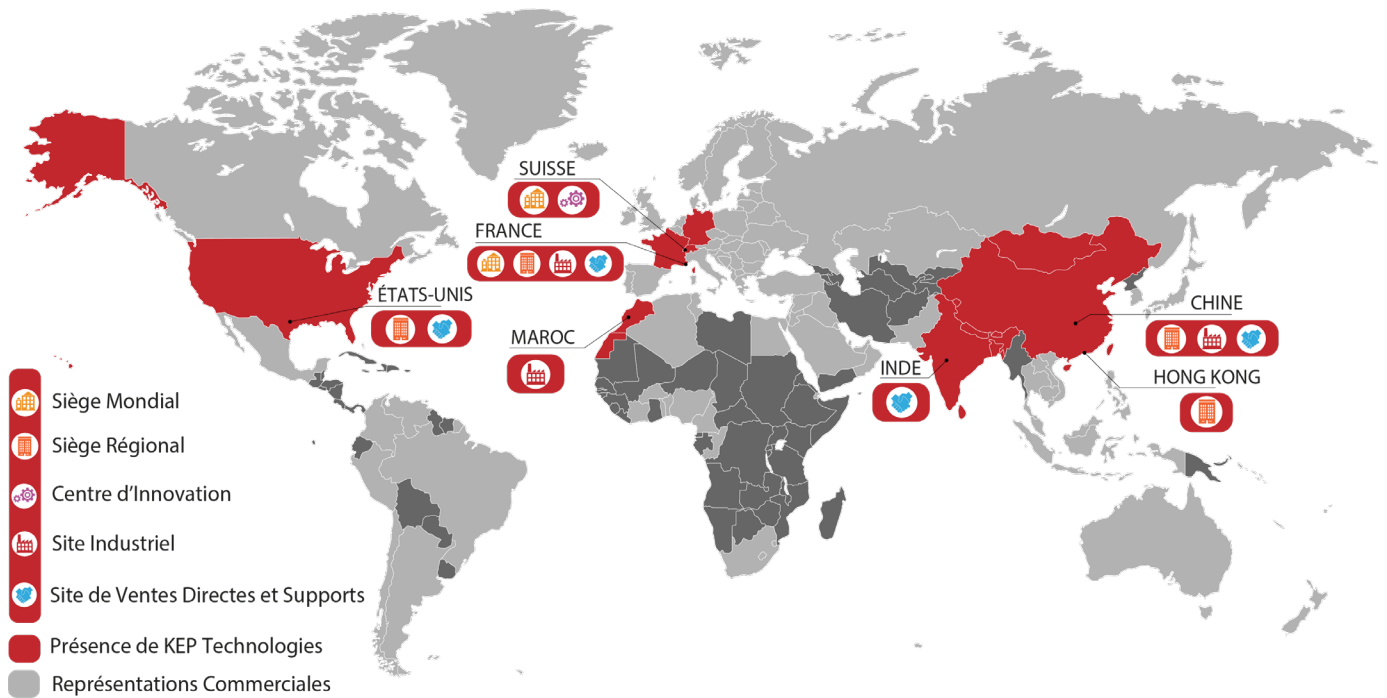 SUISSE
FRANCE
ÉTATS-UNIS
MAROC
CHINE
INDE
HONG KONG
Siège Mondial
Siège Régional
Centre d’Innovation
Site Industriel
Site de Ventes Directes et Supports
Présence de KEP Technologies
Représentations Commerciales